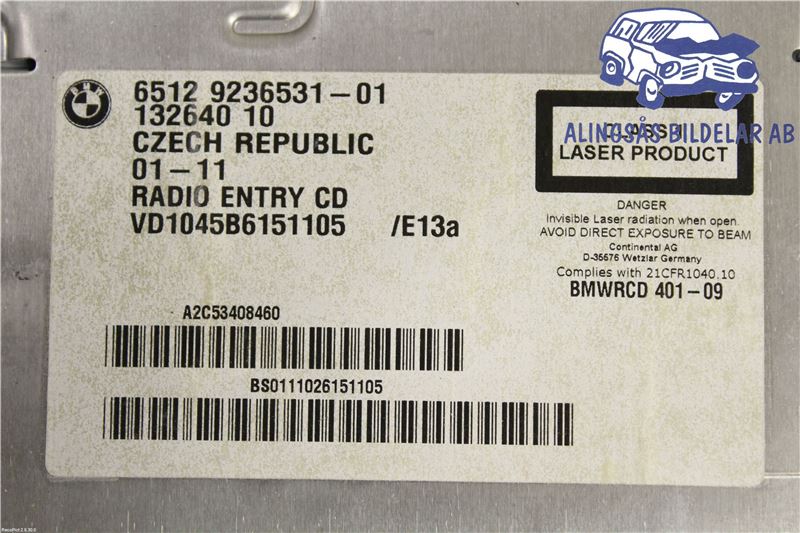 BMW
6512 9236531-01
132640 10
CZECH REPUBLIC
01-11
RADIO ENTRY CD
VD1045B6151105 /E13a
ALINGSÅS BILDELAR AB
LASER PRODUCT
DANGER
Invisible Laser radiation when open.
AVOID DIRECT EXPOSURE TO BEAM
Continental AG
D-35576 Wetzlar Germany
Complies with 21CFR1040.10
BMWRCD 401-09
A2C53408460
BS0111026151105